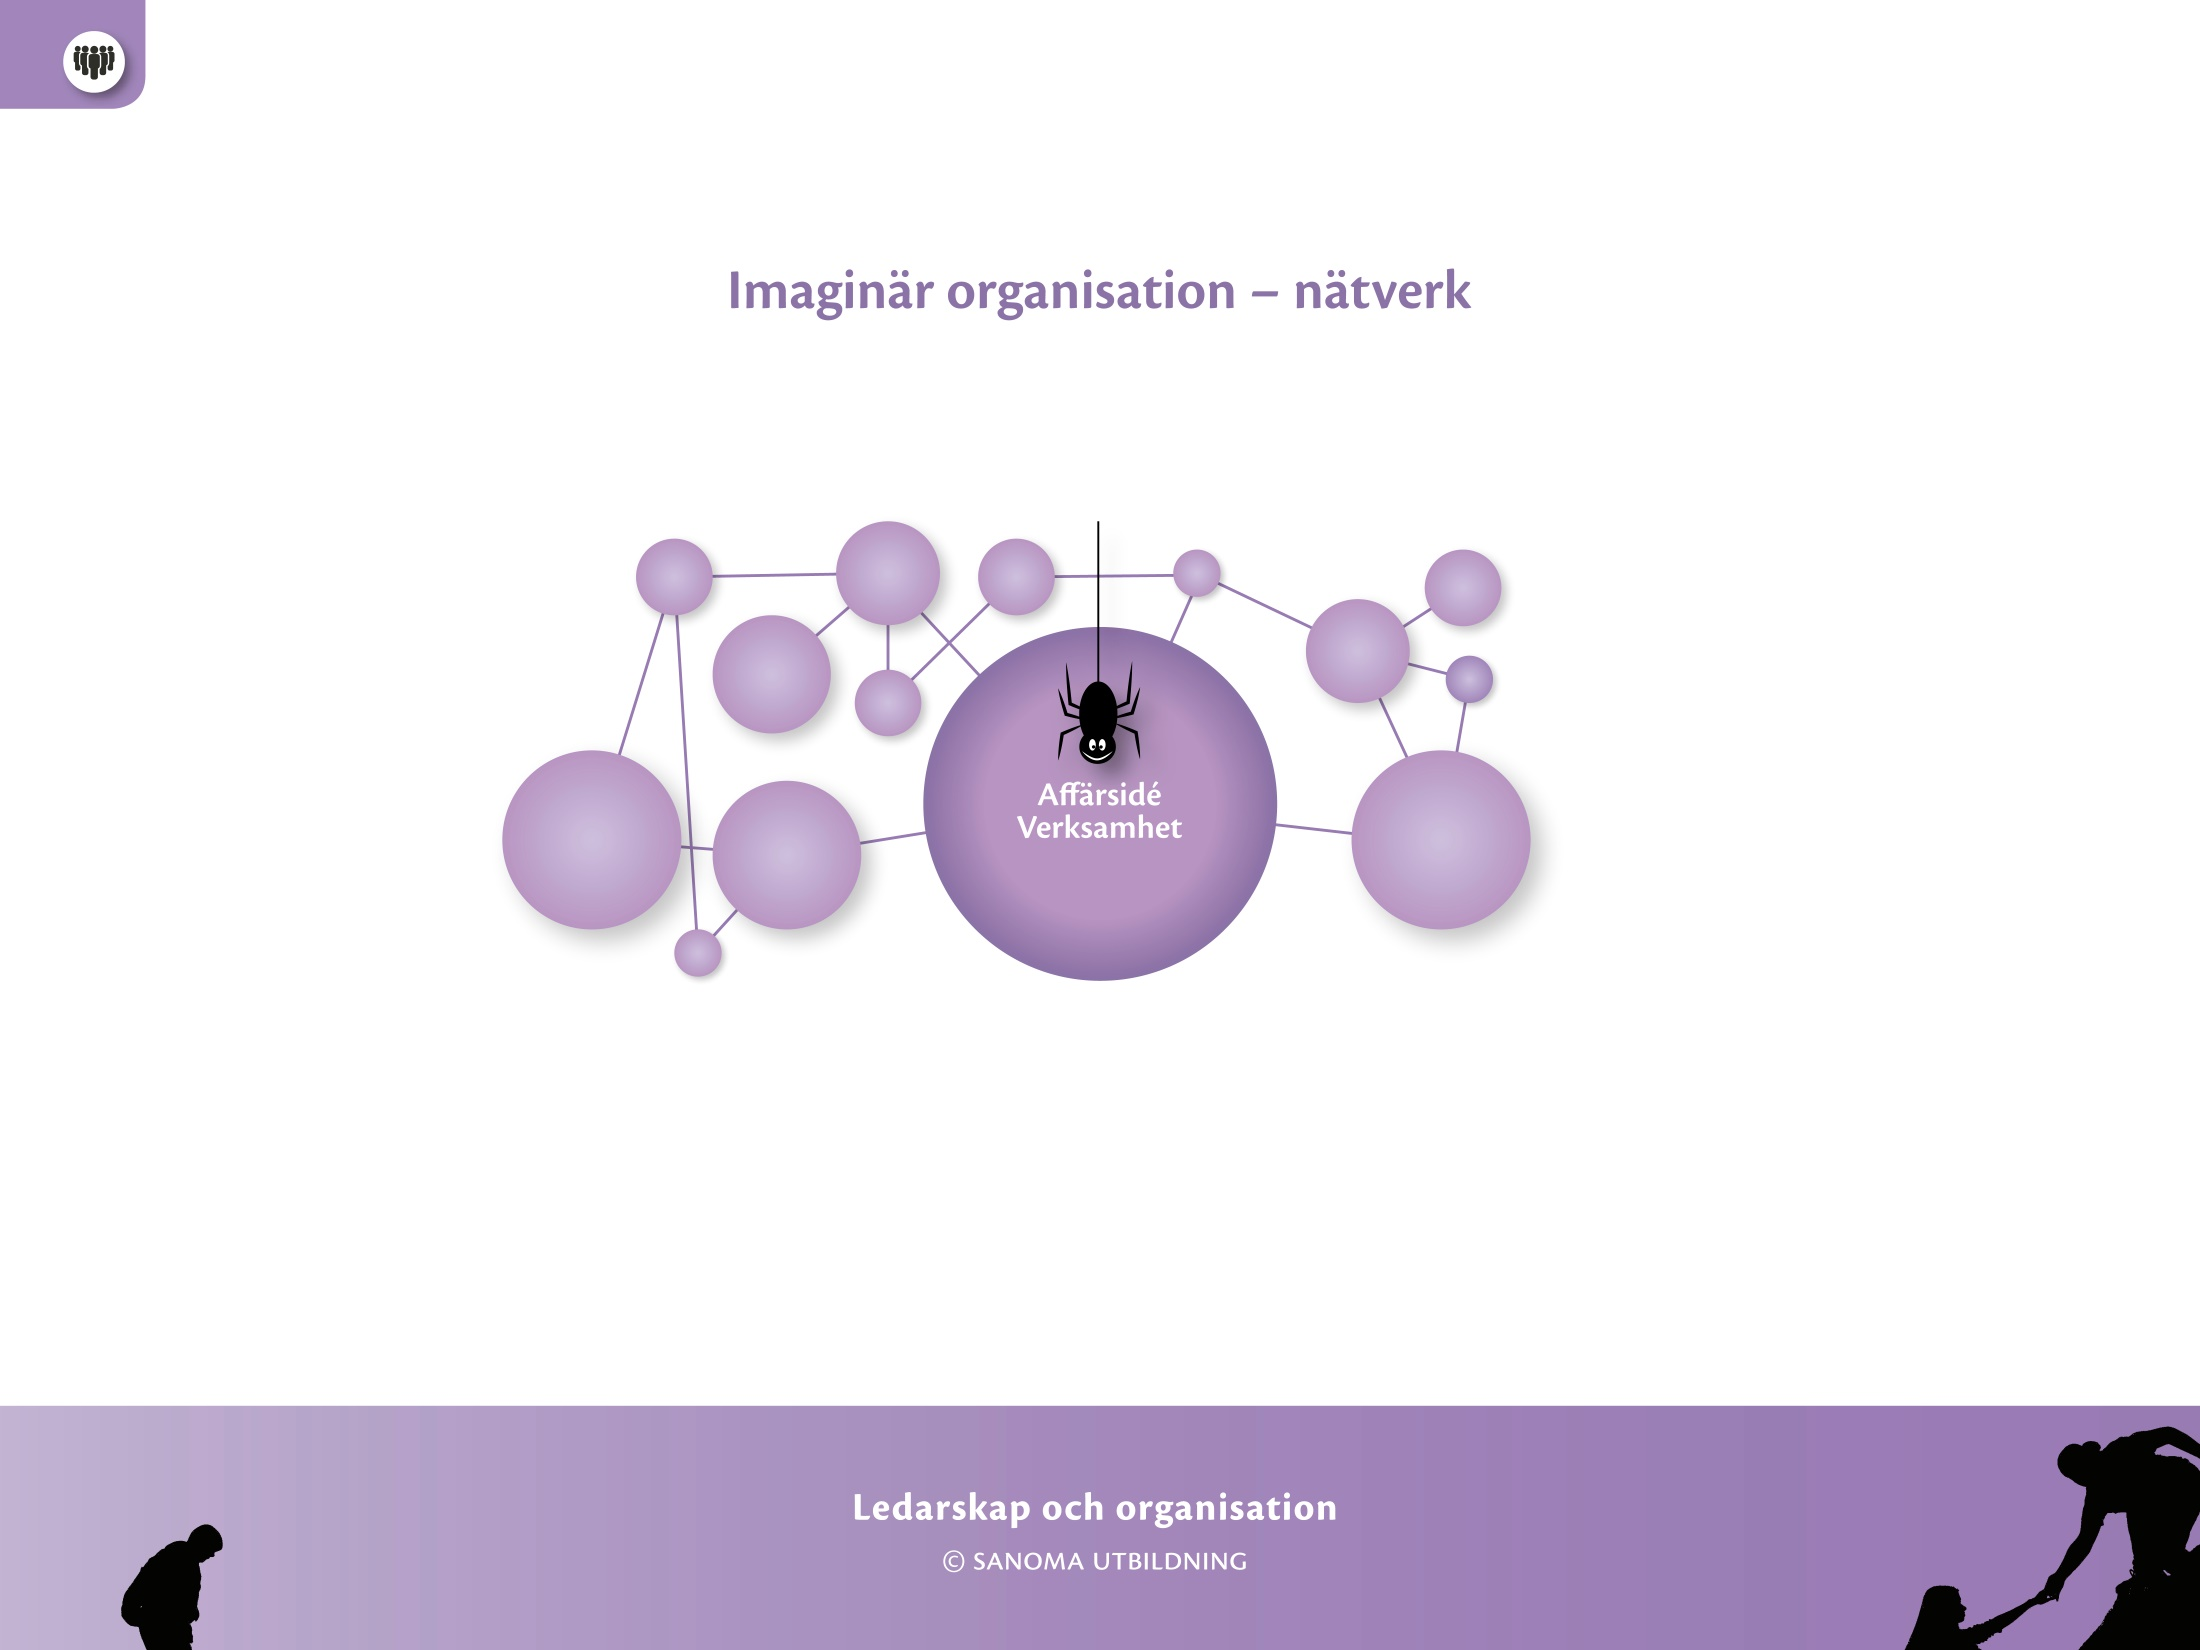 Imaginär organisation – nätverk
Affärsidé
Verksamhet
Ledarskap och organisation
© SANOMA UTBILDNING